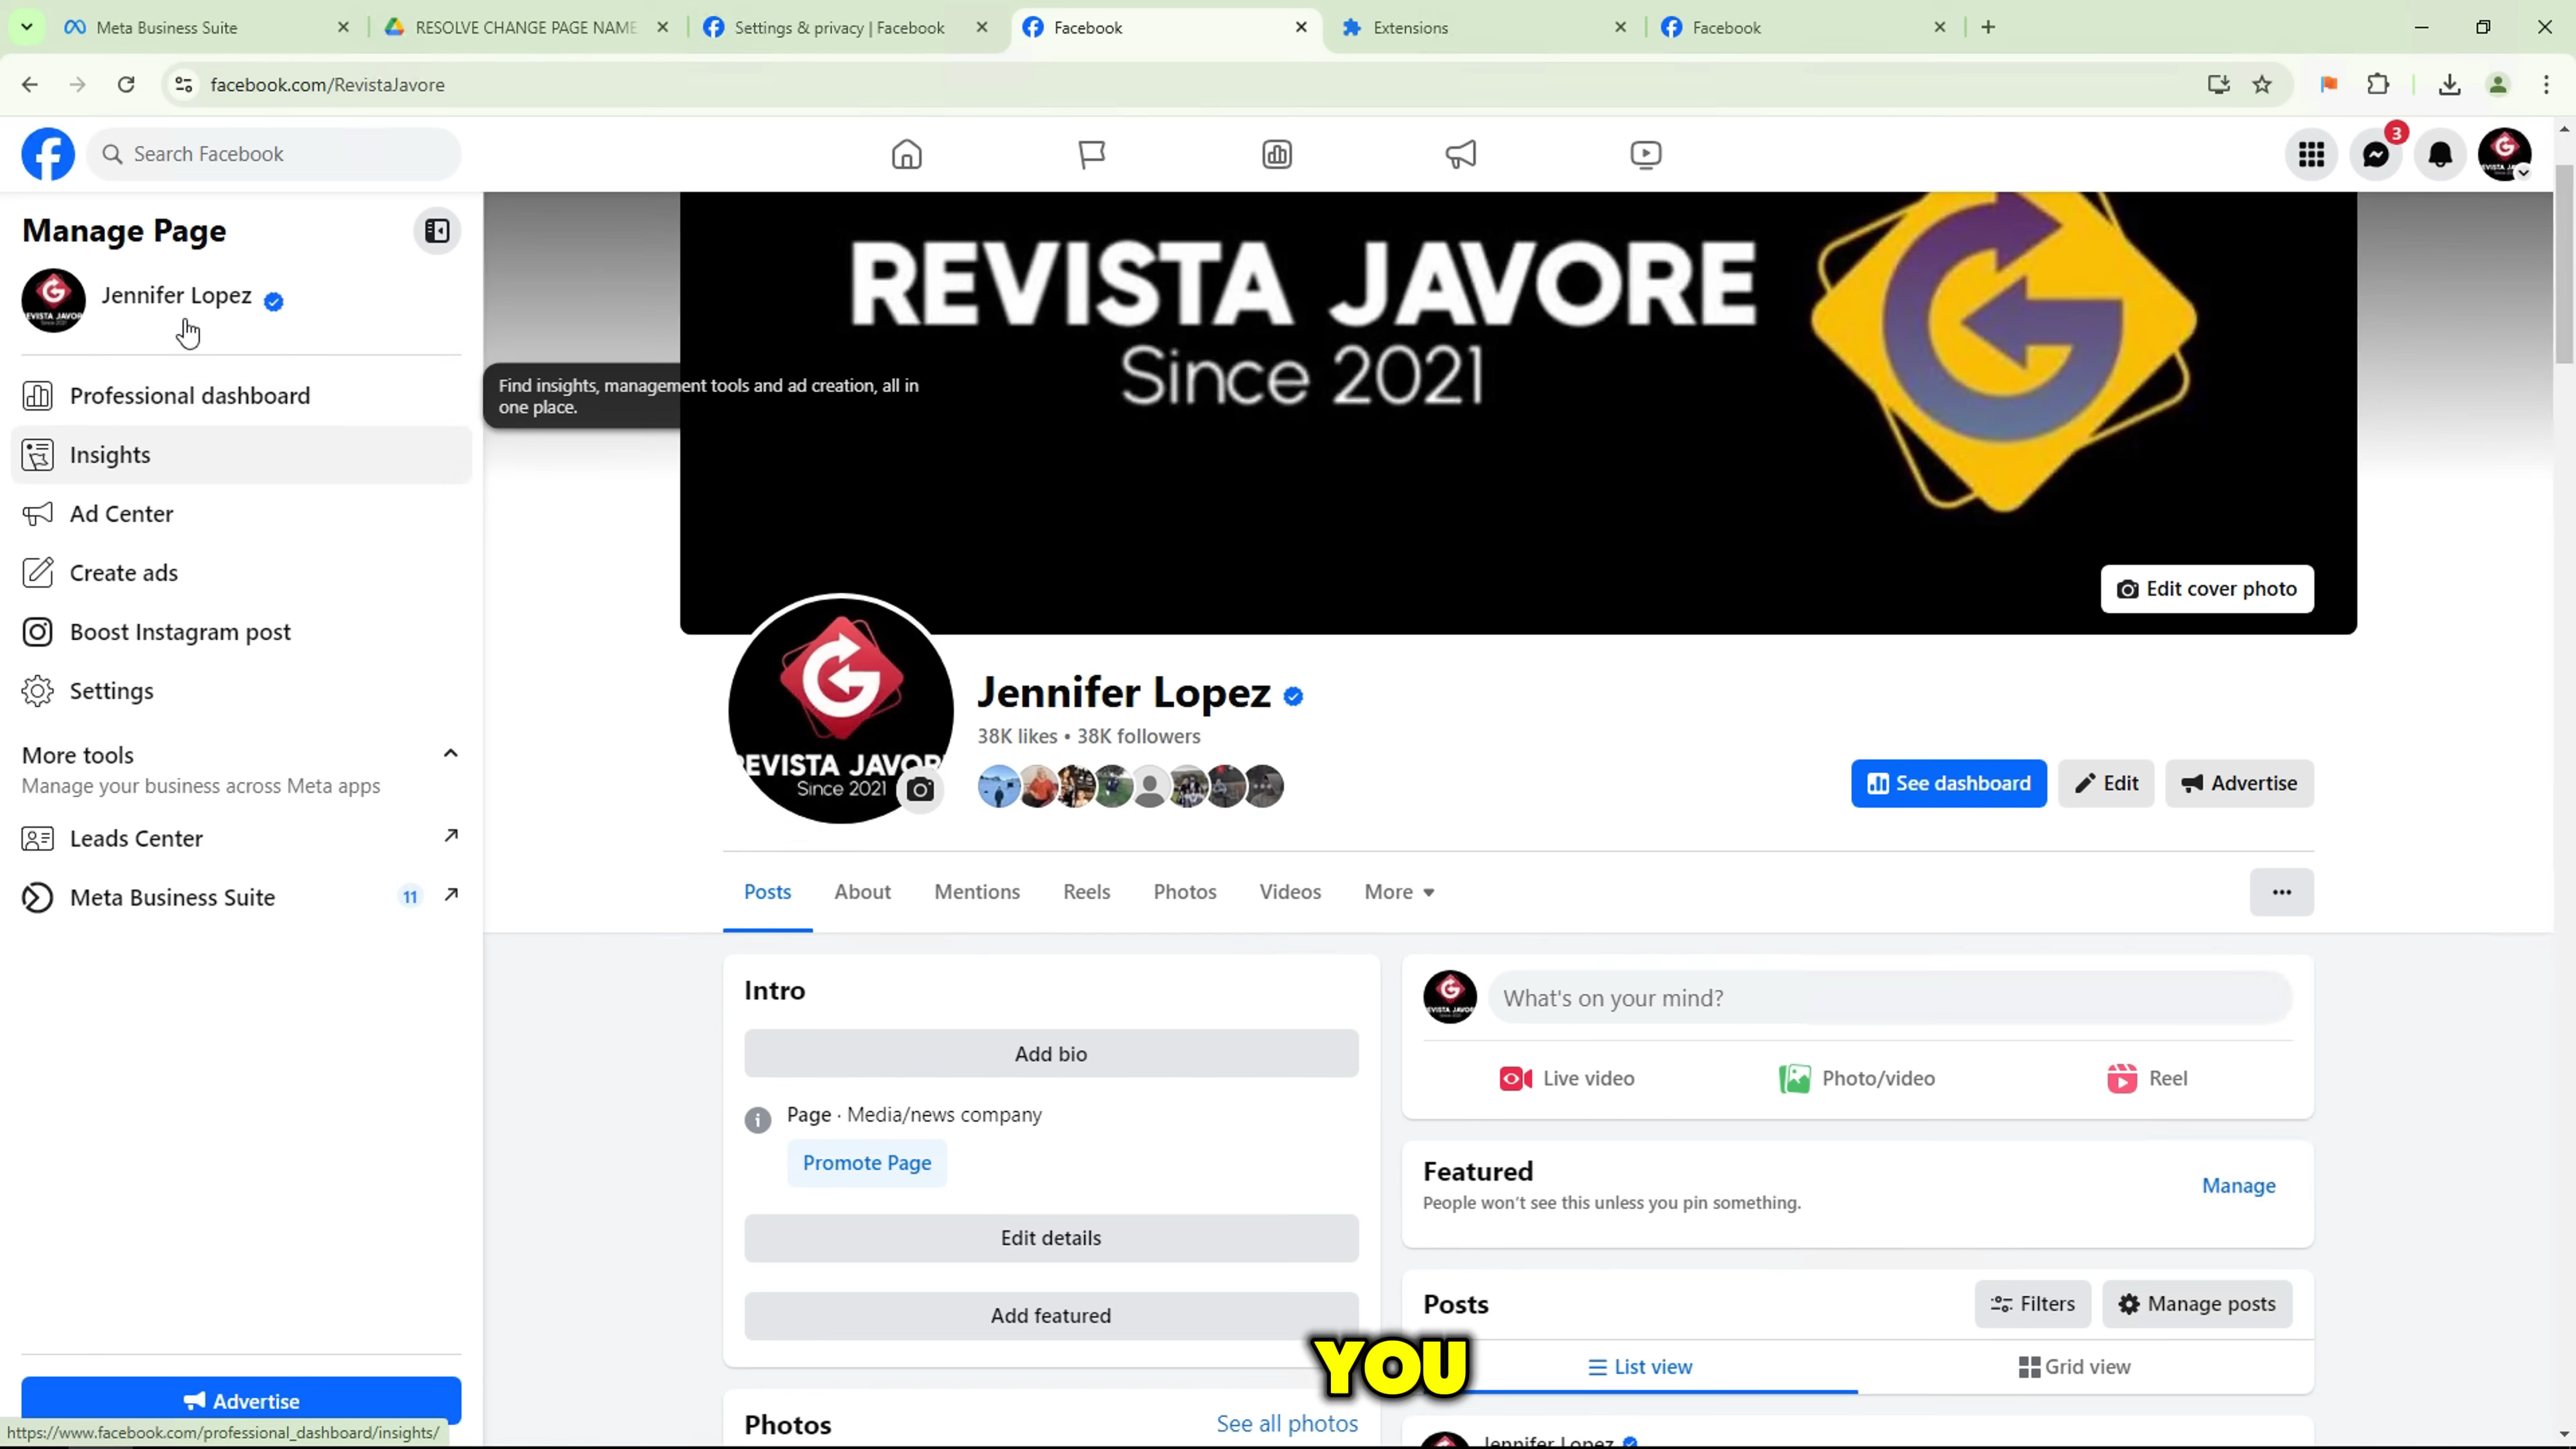 Meta Business Suite
RESOLVE CHANGE PAGE NAME
Settings & privacy | Facebook
Facebook
Extensions
Facebook
facebook.com/RevistaJavore
Search Facebook
3
Manage Page
Jennifer Lopez
Professional dashboard
Insights
Ad Center
Create ads
Boost Instagram post
Settings
More tools
Manage your business across Meta apps
Leads Center
Meta Business Suite
11
Advertise
https://www.facebook.com/professional_dashboard/insights/
Find insights, management tools and ad creation, all in
one place.
REVISTA JAVORE
Since 2021
Edit cover photo
EVISTA JAVOR
Since 2021
Jennifer Lopez
38K likes • 38K followers
See dashboard
Edit
Advertise
Posts
About
Mentions
Reels
Photos
Videos
More
Intro
Add bio
Page · Media/news company
Promote Page
Edit details
Add featured
Photos
See all photos
What's on your mind?
Live video
Photo/video
Reel
Featured
People won't see this unless you pin something.
Manage
Posts
Filters
Manage posts
List view
Grid view
Jennifer Lopez
YOU